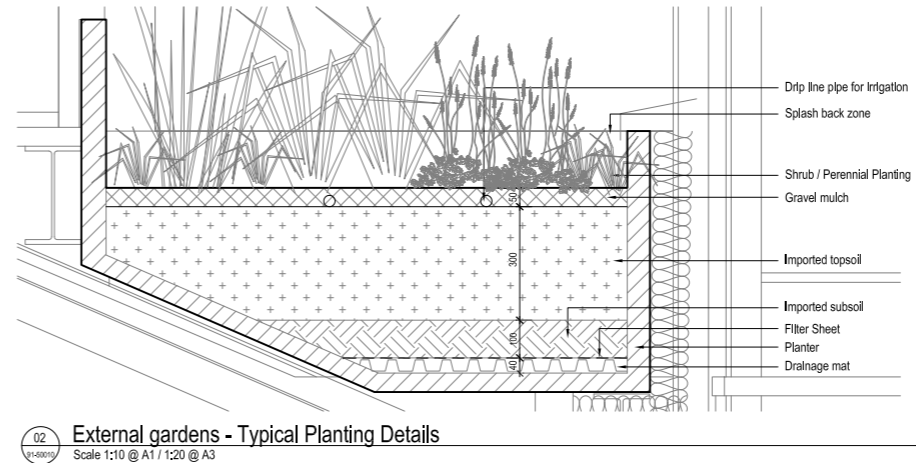 Drip line pipe for Irrigation
Splash back zone
Shrub / Perennial Planting
Gravel mulch
50
300
Imported topsoil
Imported subsoil
100
Filter Sheet
Planter
40
Drainage mat
02 External gardens - Typical Planting Details
91-60010 Scale 1:10 @ A1 / 1:20 @ A3